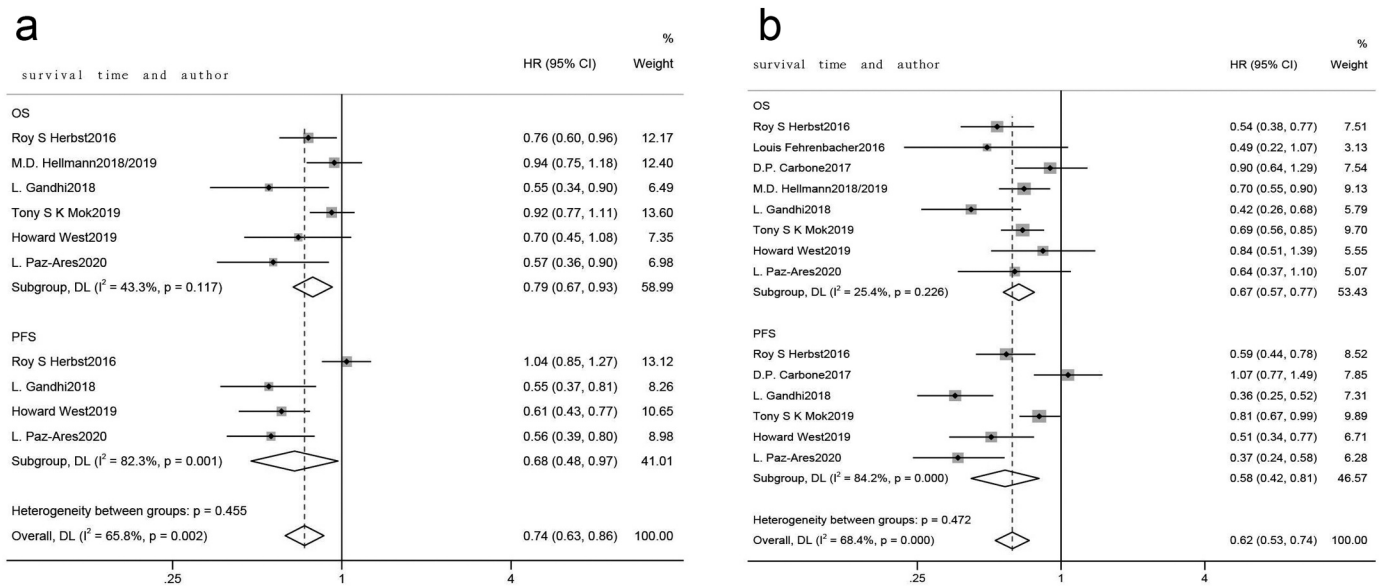 a
%
HR (95% CI) Weight
survival time and author
OS
Roy S Herbst2016 0.76 (0.60, 0.96) 12.17
M.D. Hellmann2018/2019 0.94 (0.75, 1.18) 12.40
L. Gandhi2018 0.55 (0.34, 0.90) 6.49
Tony S K Mok2019 0.92 (0.77, 1.11) 13.60
Howard West2019 0.70 (0.45, 1.08) 7.35
L. Paz-Ares2020 0.57 (0.36, 0.90) 6.98
Subgroup, DL (I² = 43.3%, p = 0.117) 0.79 (0.67, 0.93) 58.99
PFS
Roy S Herbst2016 1.04 (0.85, 1.27) 13.12
L. Gandhi2018 0.55 (0.37, 0.81) 8.26
Howard West2019 0.61 (0.43, 0.77) 10.65
L. Paz-Ares2020 0.56 (0.39, 0.80) 8.98
Subgroup, DL (I² = 82.3%, p = 0.001) 0.68 (0.48, 0.97) 41.01
Heterogeneity between groups: p = 0.455
Overall, DL (I² = 65.8%, p = 0.002) 0.74 (0.63, 0.86) 100.00
.25 1 4
b
%
survival time and author HR (95% CI) Weight
OS
Roy S Herbst2016 0.54 (0.38, 0.77) 7.51
Louis Fehrenbacher2016 0.49 (0.22, 1.07) 3.13
D.P. Carbone2017 0.90 (0.64, 1.29) 7.54
M.D. Hellmann2018/2019 0.70 (0.55, 0.90) 9.13
L. Gandhi2018 0.42 (0.26, 0.68) 5.79
Tony S K Mok2019 0.69 (0.56, 0.85) 9.70
Howard West2019 0.84 (0.51, 1.39) 5.55
L. Paz-Ares2020 0.64 (0.37, 1.10) 5.07
Subgroup, DL (I² = 25.4%, p = 0.226) 0.67 (0.57, 0.77) 53.43
PFS
Roy S Herbst2016 0.59 (0.44, 0.78) 8.52
D.P. Carbone2017 1.07 (0.77, 1.49) 7.85
L. Gandhi2018 0.36 (0.25, 0.52) 7.31
Tony S K Mok2019 0.81 (0.67, 0.99) 9.89
Howard West2019 0.51 (0.34, 0.77) 6.71
L. Paz-Ares2020 0.37 (0.24, 0.58) 6.28
Subgroup, DL (I² = 84.2%, p = 0.000) 0.58 (0.42, 0.81) 46.57
Heterogeneity between groups: p = 0.472
Overall, DL (I² = 68.4%, p = 0.000) 0.62 (0.53, 0.74) 100.00
.25 1 4